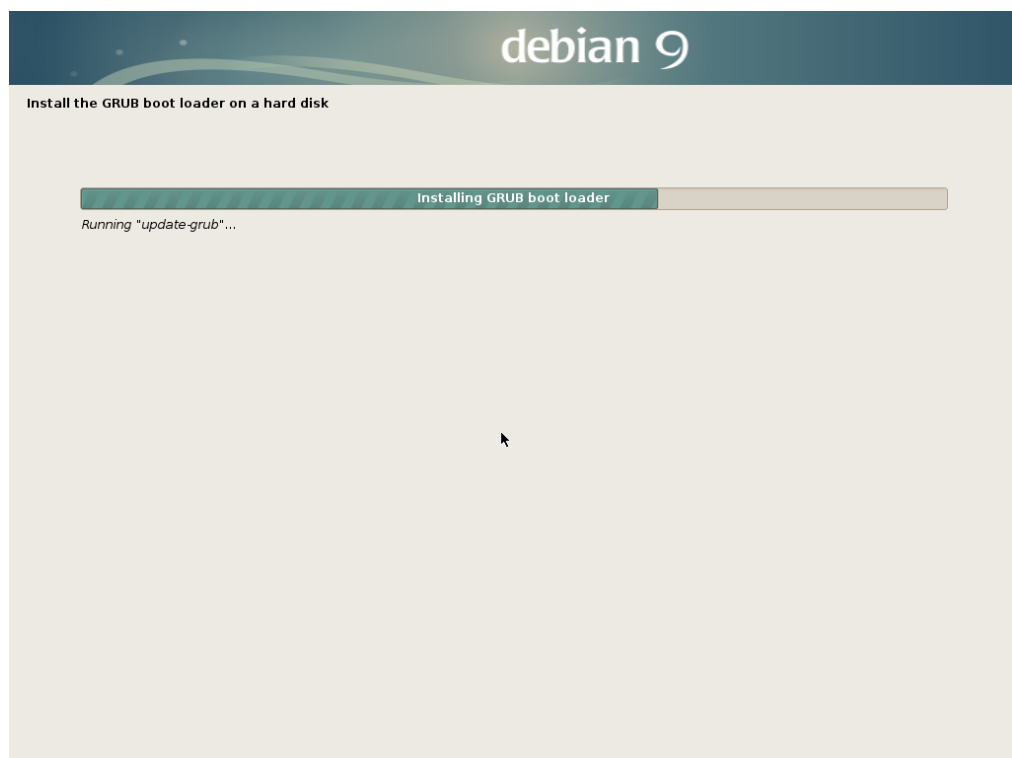 debian 9
Install the GRUB boot loader on a hard disk
Installing GRUB boot loader
Running "update-grub"...